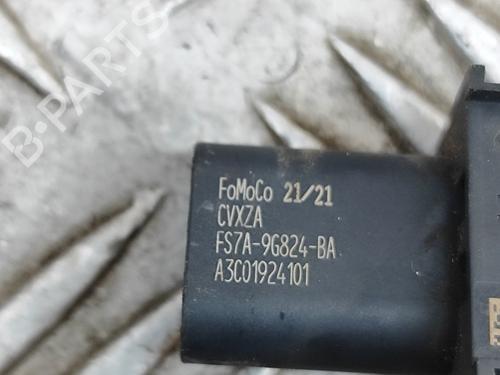 B-PARTS
FoMoCo 21/21
CVXZA
FS7A-9G824-BA
A3C01924101